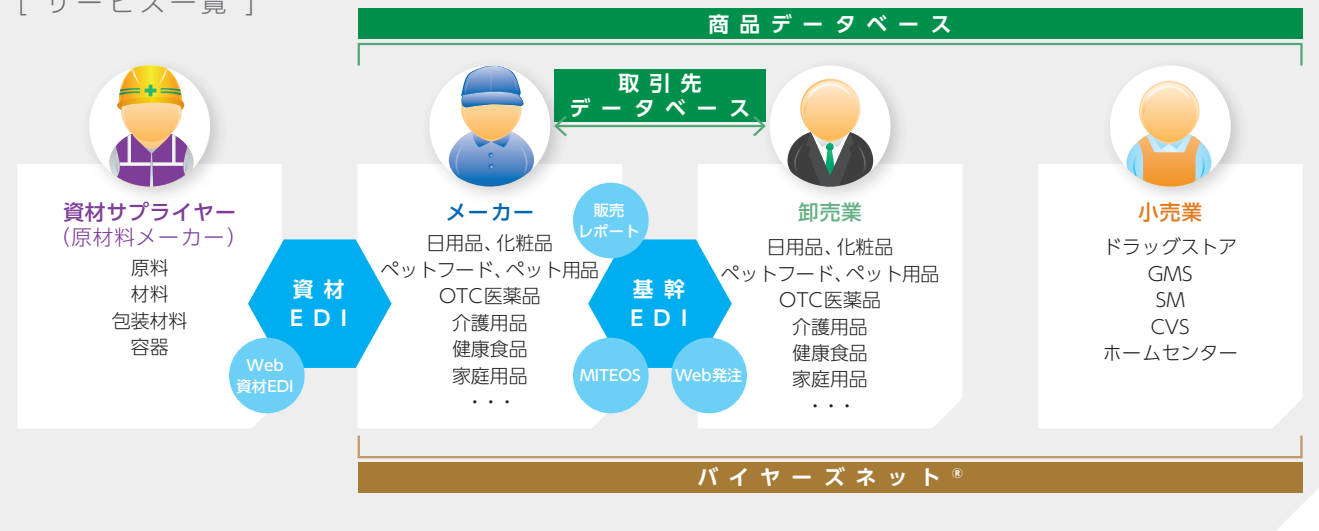 [ サービス一覧 ]
商品データベース
取引先
データベース
資材サプライヤー
（原材料メーカー）
原料
材料
包装材料
容器
資材
EDI
Web
資材EDI
メーカー
日用品、化粧品
ペットフード、ペット用品
OTC医薬品
介護用品
健康食品
家庭用品
・・・
販売
レポート
基幹
EDI
MITEOS
Web発注
卸売業
日用品、化粧品
ペットフード、ペット用品
OTC医薬品
介護用品
健康食品
家庭用品
・・・
小売業
ドラッグストア
GMS
SM
CVS
ホームセンター
バイヤーズネット®